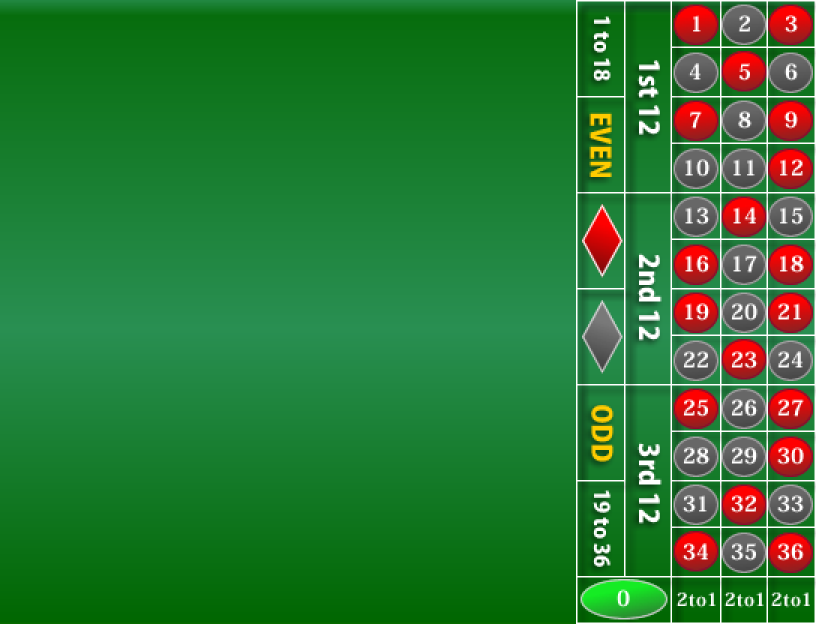 1 to 18
EVEN
ODD
19 to 36
1st 12
2nd 12
3rd 12
1 2 3
4 5 6
7 8 9
10 11 12
13 14 15
16 17 18
19 20 21
22 23 24
25 26 27
28 29 30
31 32 33
34 35 36
0 2to1 2to1 2to1